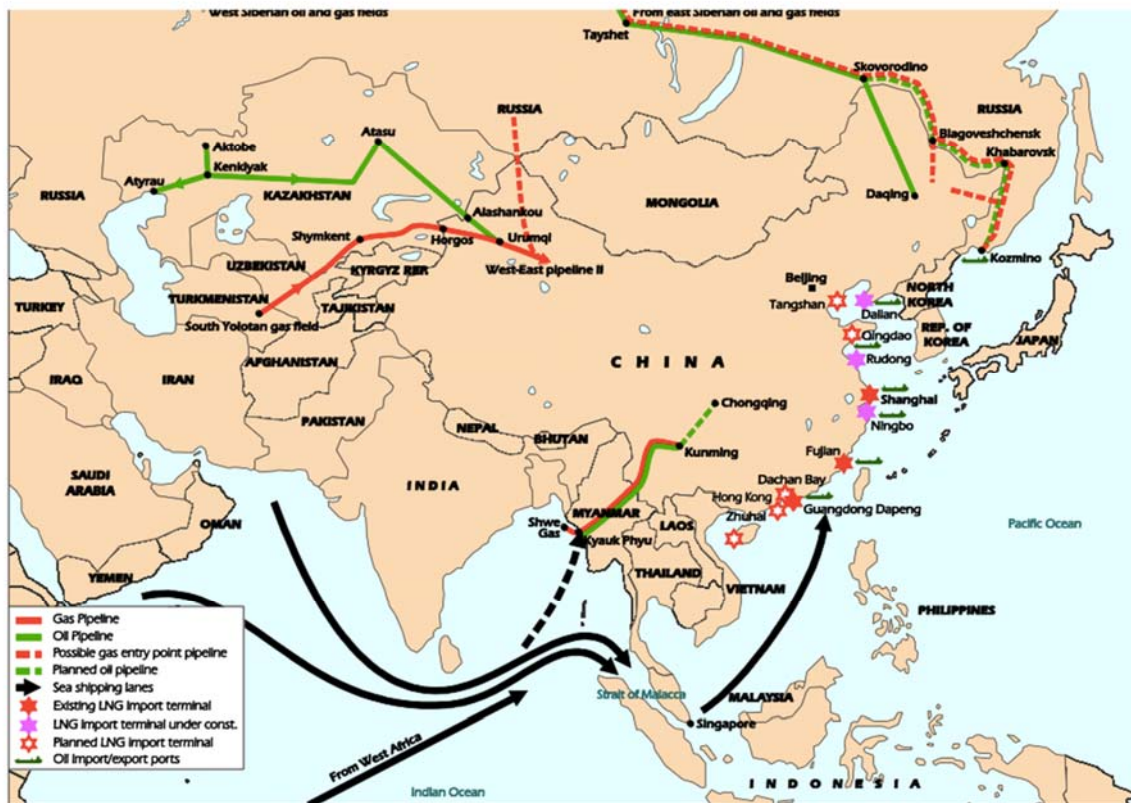 West Siberian oil and gas fields
From east Siberian oil and gas fields
Tayshet
Skovorodino
RUSSIA
RUSSIA
Blagoveshchensk
Khabarovsk
Atasu
Aktobe
Kenkiyak
Atyrau
RUSSIA
KAZAKHSTAN
Daqing
MONGOLIA
Alashankou
Shymkent
Horgos
Urumqi
Kozmino
UZBEKISTAN
KYRGYZ REP.
West-East pipeline II
Beijing
NORTH
KOREA
TURKEY
TURKMENISTAN
TAJIKISTAN
Tangshan
Dalian
South Yolotan gas field
Qingdao
REP. OF
KOREA
JAPAN
AFGHANISTAN
CHINA
Rudong
IRAQ
IRAN
Shanghai
Chongqing
PAKISTAN
Ningbo
NEPAL
BHUTAN
Kunming
Fujian
SAUDI
ARABIA
INDIA
Dachan Bay
Hong Kong
Guangdong Dapeng
OMAN
MYANMAR
LAOS
Zhuhai
Shwe
Gas
Kyauk Phyu
Pacific Ocean
YEMEN
THAILAND
VIETNAM
PHILIPPINES
Gas Pipeline
Oil Pipeline
Possible gas entry point pipeline
Planned oil pipeline
Sea shipping lanes
Existing LNG Import terminal
LNG Import terminal under const.
Planned LNG import terminal
Oil Import/export ports
Strait of Malacca
MALAYSIA
Singapore
From West Africa
Indian Ocean
INDONESIA